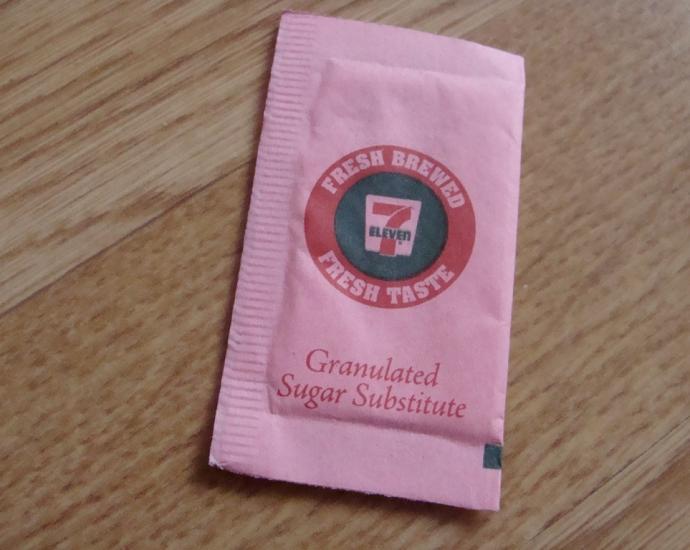 FRESH BREWED
7
ELEVEN
FRESH TASTE
Granulated
Sugar Substitute